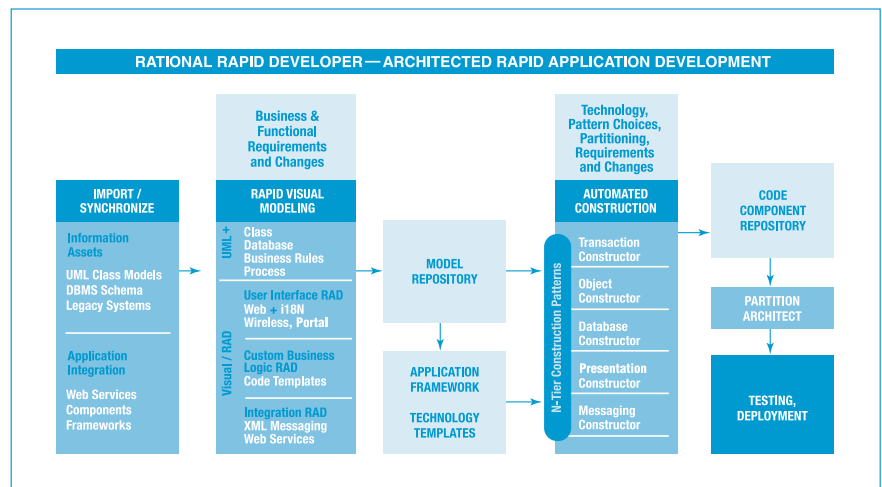 RATIONAL RAPID DEVELOPER—ARCHITECTED RAPID APPLICATION DEVELOPMENT
IMPORT /
SYNCHRONIZE
Information
Assets
UML Class Models
DBMS Schema
Legacy Systems
Application
Integration
Web Services
Components
Frameworks
Business &
Functional
Requirements
and Changes
RAPID VISUAL
MODELING
UML+
Class
Database
Business Rules
Process
Visual / RAD
User Interface RAD
Web + i18N
Wireless, Portal
Custom Business
Logic RAD
Code Templates
Integration RAD
XML Messaging
Web Services
MODEL
REPOSITORY
APPLICATION
FRAMEWORK
TECHNOLOGY
TEMPLATES
Technology,
Pattern Choices,
Partitioning,
Requirements
and Changes
AUTOMATED
CONSTRUCTION
N-Tier Construction Patterns
Transaction
Constructor
Object
Constructor
Database
Constructor
Presentation
Constructor
Messaging
Constructor
CODE
COMPONENT
REPOSITORY
PARTITION
ARCHITECT
TESTING,
DEPLOYMENT